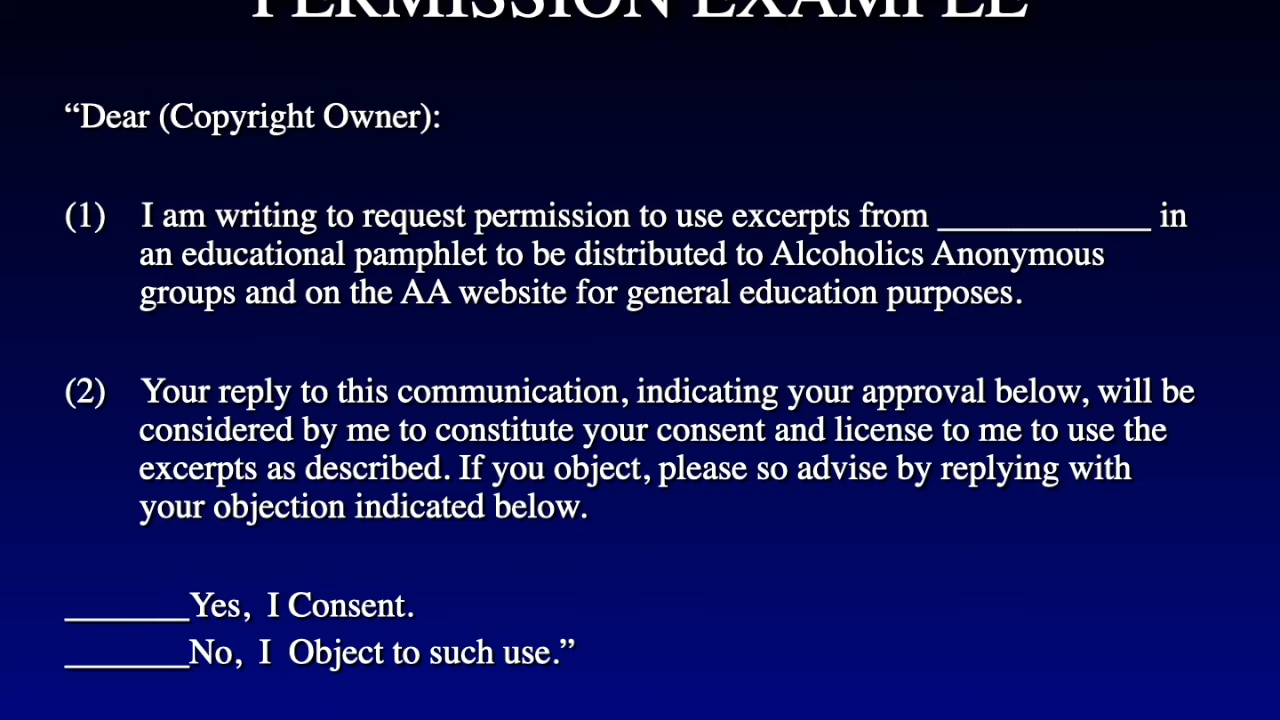 PERMISSION EXAMPLE
“Dear (Copyright Owner):
(1) I am writing to request permission to use excerpts from ____________ in
an educational pamphlet to be distributed to Alcoholics Anonymous
groups and on the AA website for general education purposes.
(2) Your reply to this communication, indicating your approval below, will be
considered by me to constitute your consent and license to me to use the
excerpts as described. If you object, please so advise by replying with
your objection indicated below.
_______Yes, I Consent.
_______No, I Object to such use.”